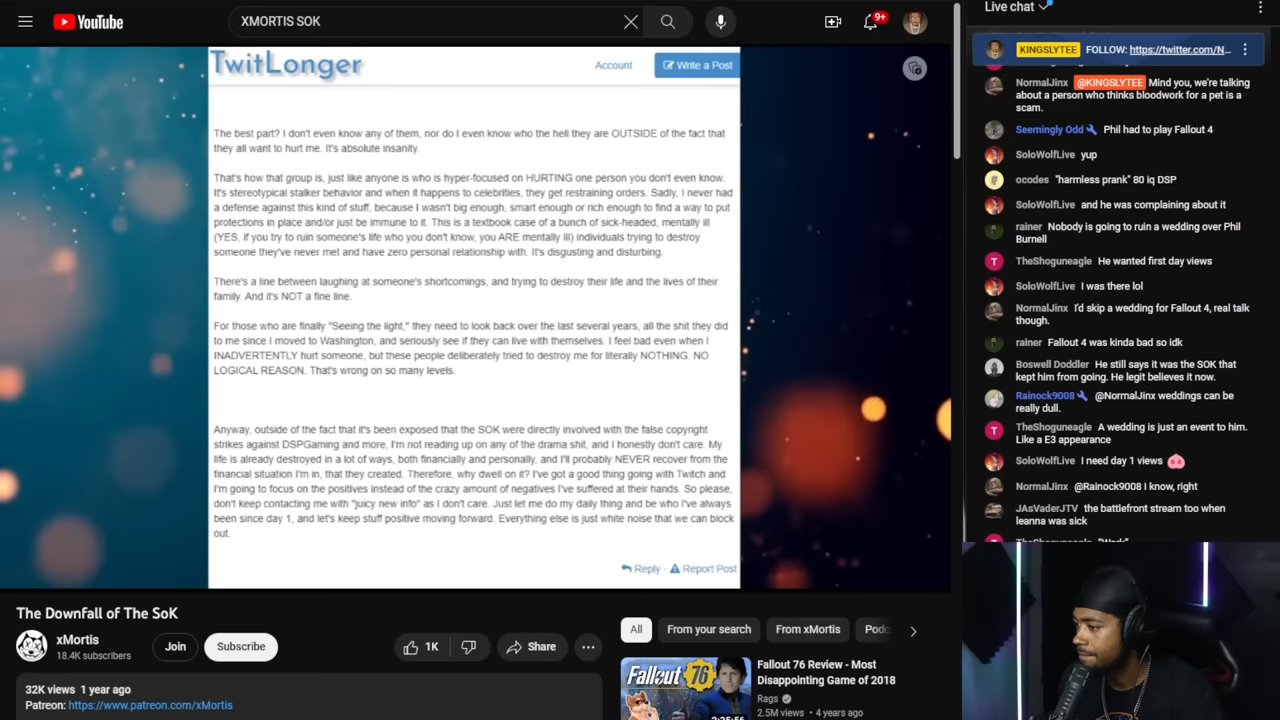 YouTube
XMORTIS SOK
9+
TwitLonger
Account
Write a Post
The best part? I don't even know any of them, nor do I even know who the hell they are OUTSIDE of the fact that
they all want to hurt me. It's absolute insanity.
That's how that group is, just like anyone is who is hyper-focused on HURTING one person you don't even know.
It's stereotypical stalker behavior and when it happens to celebrities, they get restraining orders. Sadly, I never had
a defense against this kind of stuff, because I wasn't big enough, smart enough or rich enough to find a way to put
protections in place and/or just be immune to it. This is a textbook case of a bunch of sick-headed, mentally ill
(YES, if you try to ruin someone's life who you don't know, you ARE mentally ill) individuals trying to destroy
someone they've never met and have zero personal relationship with. It's disgusting and disturbing.
There's a line between laughing at someone's shortcomings, and trying to destroy their life and the lives of their
family. And it's NOT a fine line.
For those who are finally "Seeing the light," they need to look back over the last several years, all the shit they did
to me since I moved to Washington, and seriously see if they can live with themselves. I feel bad even when I
INADVERTENTLY hurt someone, but these people deliberately tried to destroy me for literally NOTHING. NO
LOGICAL REASON. That's wrong on so many levels.
Anyway, outside of the fact that it's been exposed that the SOK were directly involved with the false copyright
strikes against DSPGaming and more, I'm not reading up on any of the drama shit, and I honestly don't care. My
life is already destroyed in a lot of ways, both financially and personally, and I'll probably NEVER recover from the
financial situation I'm in, that they created. Therefore, why dwell on it? I've got a good thing going with Twitch and
I'm going to focus on the positives instead of the crazy amount of negatives I've suffered at their hands. So please,
don't keep contacting me with "juicy new info" as I don't care. Just let me do my daily thing and be who I've always
been since day 1, and let's keep stuff positive moving forward. Everything else is just white noise that we can block
out.
Reply · Report Post
The Downfall of The SoK
xMortis
18.4K subscribers
Join
Subscribe
1K
Share
32K views 1 year ago
Patreon: https://www.patreon.com/xMortis
All
From your search
From xMortis
Podc
Fallout 76
Fallout 76 Review - Most
Disappointing Game of 2018
Rags
2.5M views • 4 years ago
2:25:56
Live chat
KINGSLYTEE FOLLOW: https://twitter.com/N...
NormalJinx @KINGSLYTEE Mind you, we're talking
about a person who thinks bloodwork for a pet is a
scam.
Seemingly Odd Phil had to play Fallout 4
SoloWolfLive yup
ocodes "harmless prank" 80 iq DSP
SoloWolfLive and he was complaining about it
rainer Nobody is going to ruin a wedding over Phil
Burnell
TheShoguneagle He wanted first day views
SoloWolfLive I was there lol
NormalJinx I'd skip a wedding for Fallout 4, real talk
though.
rainer Fallout 4 was kinda bad so idk
Boswell Doddler He still says it was the SOK that
kept him from going. He legit believes it now.
Rainock9008 @NormalJinx weddings can be
really dull.
TheShoguneagle A wedding is just an event to him.
Like a E3 appearance
SoloWolfLive I need day 1 views
NormalJinx @Rainock9008 I know, right
JAsVaderJTV the battlefront stream too when
leanna was sick
TheShoguneagle "Work"